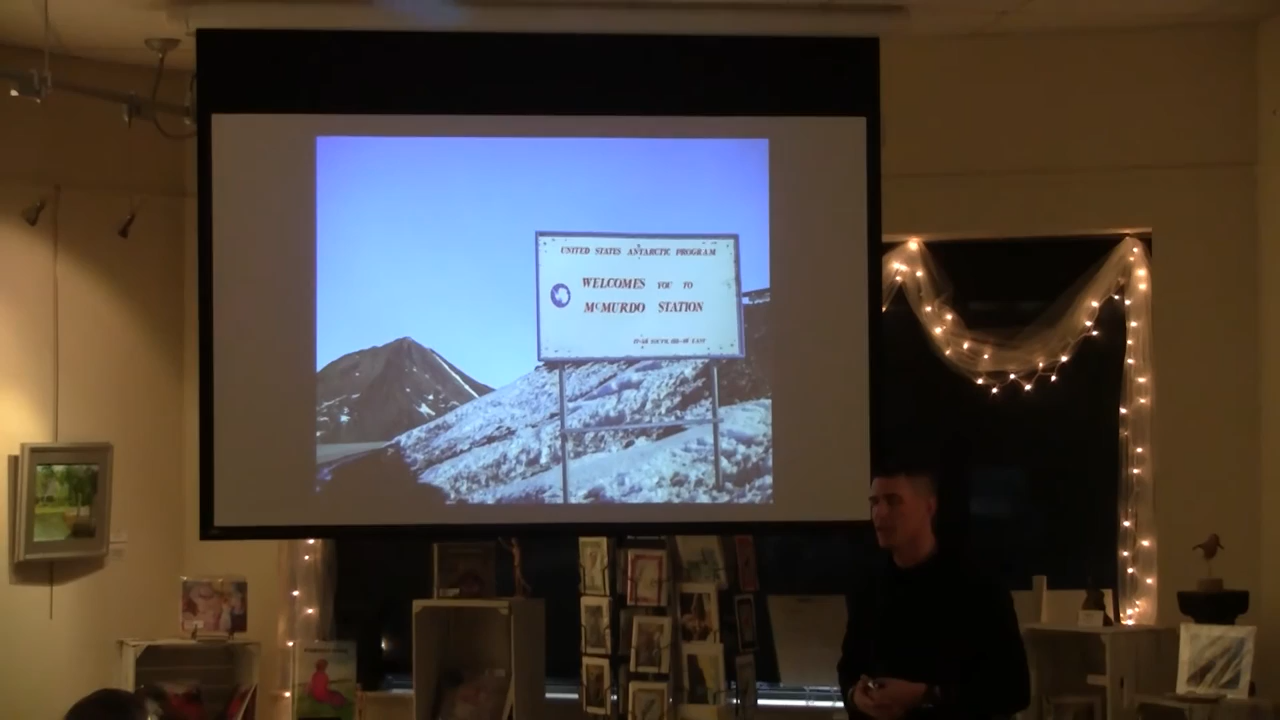 UNITED STATES ANTARCTIC PROGRAM
WELCOMES YOU TO
McMURDO STATION